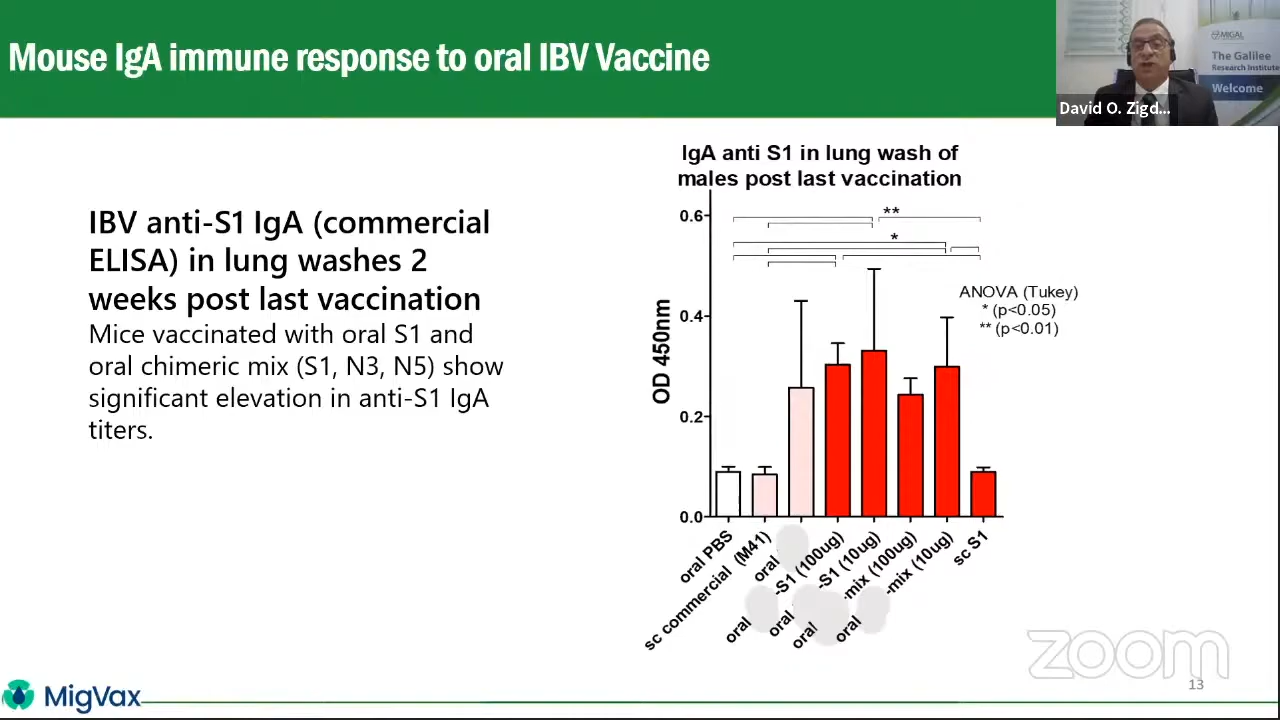 Mouse IgA immune response to oral IBV Vaccine
MIGAL
The Galilee
Research Institute
Welcome
David O. Zigd...
IBV anti-S1 IgA (commercial
ELISA) in lung washes 2
weeks post last vaccination
Mice vaccinated with oral S1 and
oral chimeric mix (S1, N3, N5) show
significant elevation in anti-S1 IgA
titers.
IgA anti S1 in lung wash of
males post last vaccination
OD 450nm
0.6
0.4
0.2
0.0
**
*
ANOVA (Tukey)
* (p<0.05)
** (p<0.01)
oral PBS
sc commercial (M41)
oral
oral -S1 (100ug)
oral -S1 (10ug)
oral -mix (100ug)
oral -mix (10ug)
sc S1
zoom
13
MigVax